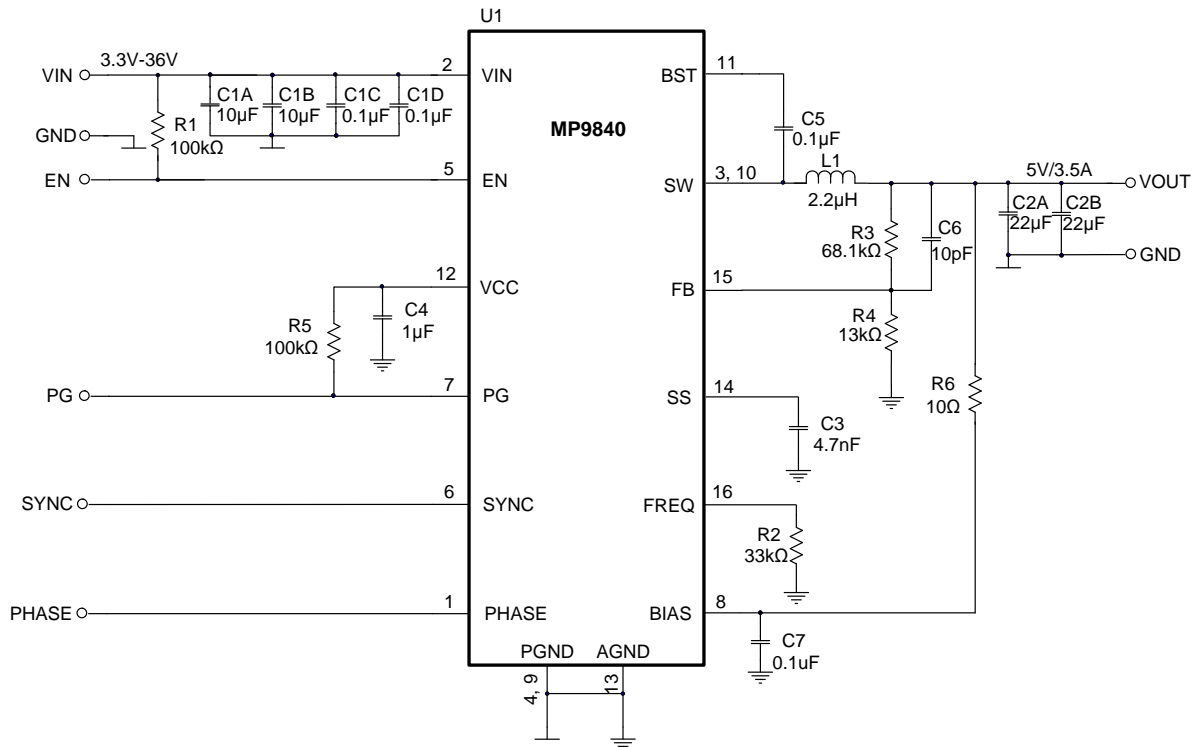 U1
3.3V-36V
VIN
2
VIN
BST
11
C1A
10µF
C1B
10µF
C1C
0.1µF
C1D
0.1µF
GND
R1
100kΩ
MP9840
C5
0.1µF
EN
5
EN
SW
3, 10
L1
2.2µH
5V/3.5A
VOUT
C2A
22µF
C2B
22µF
R3
68.1kΩ
C6
10pF
GND
12
VCC
FB
15
C4
1µF
R5
100kΩ
R4
13kΩ
PG
7
PG
SS
14
R6
10Ω
C3
4.7nF
SYNC
6
SYNC
FREQ
16
R2
33kΩ
PHASE
1
PHASE
BIAS
8
C7
0.1uF
PGND
AGND
4, 9
13